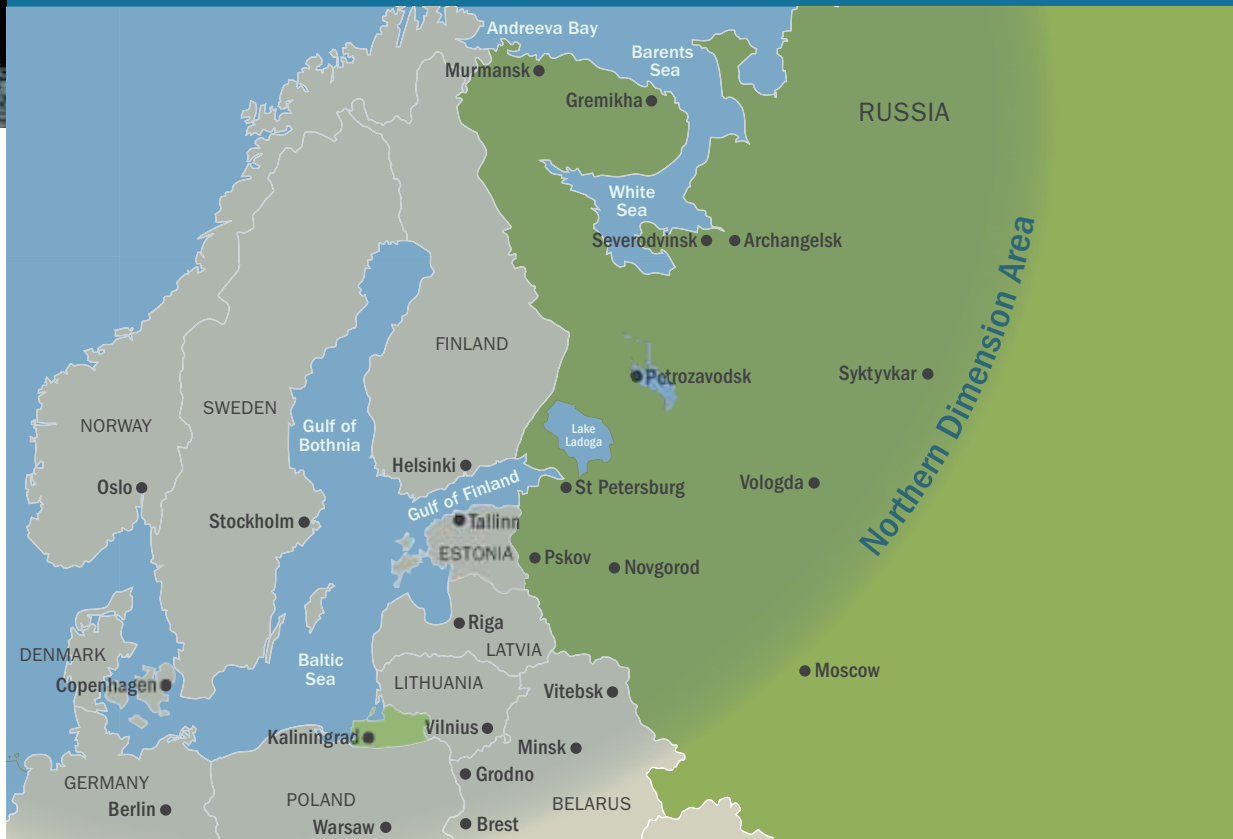 Andreeva Bay
Barents
Sea
Murmansk
Gremikha
RUSSIA
White
Sea
Severodvinsk
Archangelsk
Northern Dimension Area
FINLAND
Petrozavodsk
Syktyvkar
SWEDEN
NORWAY
Gulf of
Bothnia
Lake
Ladoga
Helsinki
Oslo
Gulf of Finland
St Petersburg
Vologda
Stockholm
Tallinn
ESTONIA
Pskov
Novgorod
Riga
LATVIA
DENMARK
Baltic
Sea
Moscow
Copenhagen
LITHUANIA
Vitebsk
Kaliningrad
Vilnius
Minsk
Grodno
GERMANY
POLAND
BELARUS
Berlin
Warsaw
Brest